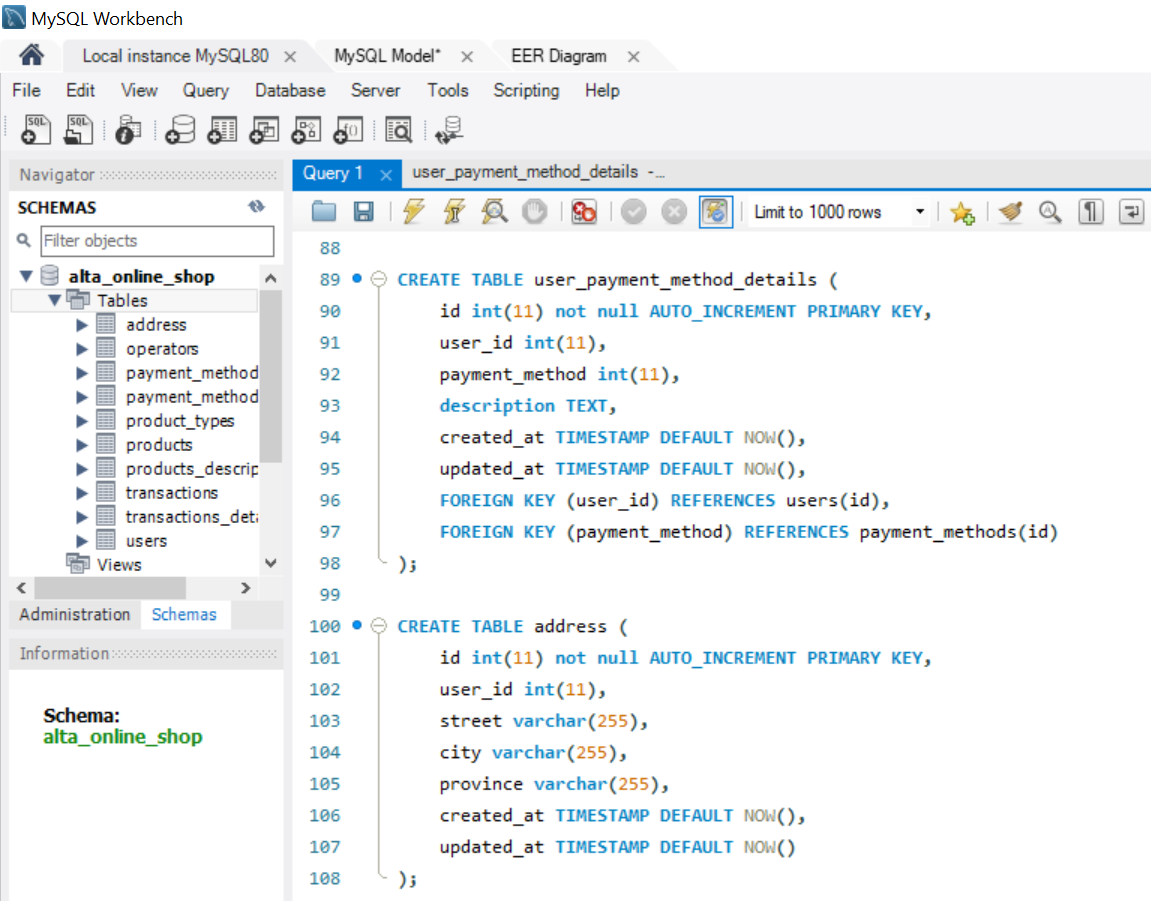 MySQL Workbench
Local instance MySQL80
MySQL Model*
EER Diagram
File Edit View Query Database Server Tools Scripting Help
SQL SQL
Navigator
SCHEMAS
Filter objects
alta_online_shop
Tables
address
operators
payment_method
payment_method
product_types
products
products_descrip
transactions
transactions_deta
users
Views
Administration Schemas
Information
Schema:
alta_online_shop
Query 1 user_payment_method_details -...
Limit to 1000 rows
88
89 CREATE TABLE user_payment_method_details (
90 id int(11) not null AUTO_INCREMENT PRIMARY KEY,
91 user_id int(11),
92 payment_method int(11),
93 description TEXT,
94 created_at TIMESTAMP DEFAULT NOW(),
95 updated_at TIMESTAMP DEFAULT NOW(),
96 FOREIGN KEY (user_id) REFERENCES users(id),
97 FOREIGN KEY (payment_method) REFERENCES payment_methods(id)
98 );
99
100 CREATE TABLE address (
101 id int(11) not null AUTO_INCREMENT PRIMARY KEY,
102 user_id int(11),
103 street varchar(255),
104 city varchar(255),
105 province varchar(255),
106 created_at TIMESTAMP DEFAULT NOW(),
107 updated_at TIMESTAMP DEFAULT NOW()
108 );